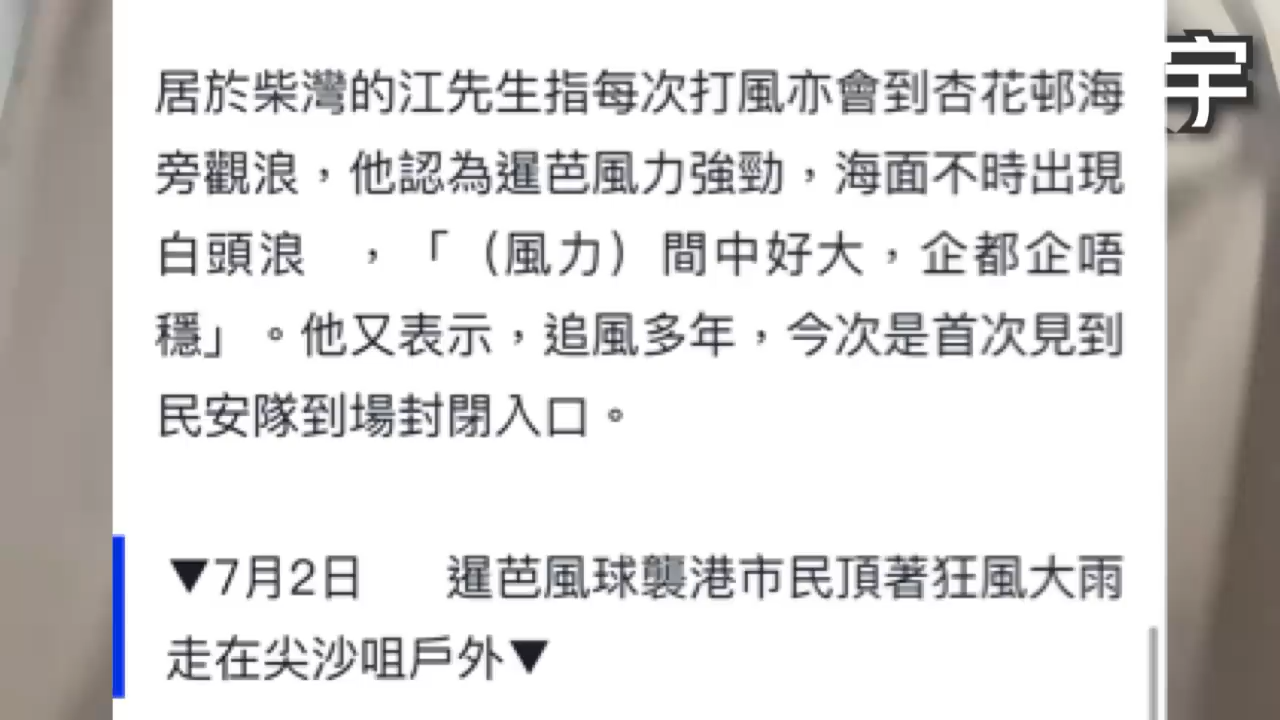 居於柴灣的江先生指每次打風亦會到杏花邨海
旁觀浪，他認為暹芭風力強勁，海面不時出現
白頭浪　，「（風力）間中好大，企都企唔
穩」。他又表示，追風多年，今次是首次見到
民安隊到場封閉入口。
▼7月2日　暹芭風球襲港市民頂著狂風大雨
走在尖沙咀戶外▼
宇